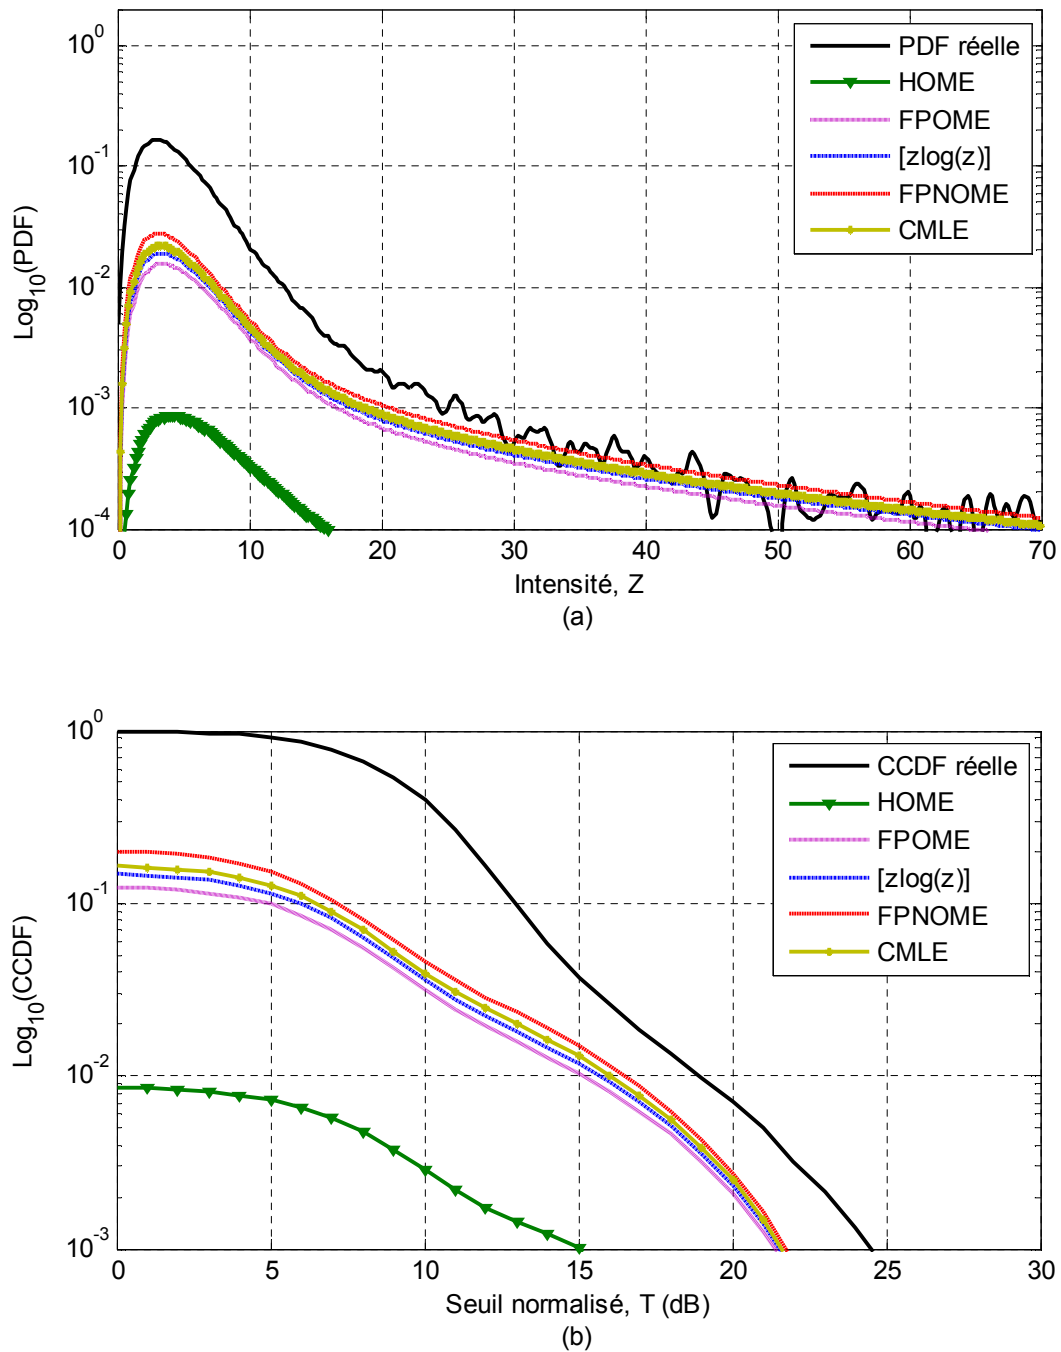 10^0
10^-1
10^-2
10^-3
10^-4
Log10(PDF)
PDF réelle
HOME
FPOME
[zlog(z)]
FPNOME
CMLE
0 10 20 30 40 50 60 70
Intensité, Z
(a)
10^0
10^-1
10^-2
10^-3
Log10(CCDF)
CCDF réelle
HOME
FPOME
[zlog(z)]
FPNOME
CMLE
0 5 10 15 20 25 30
Seuil normalisé, T (dB)
(b)